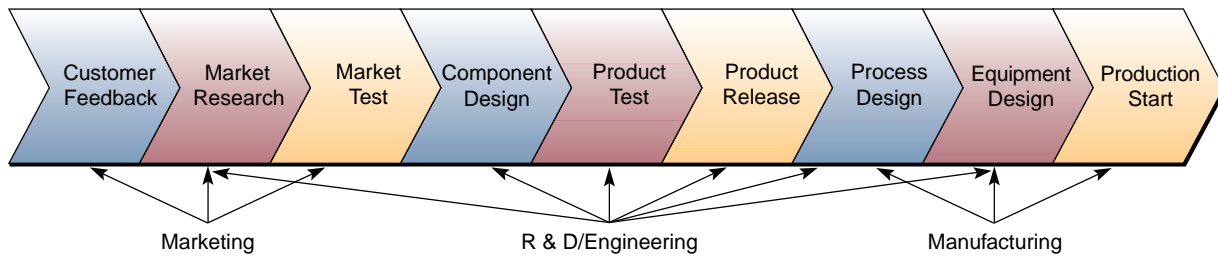 Customer
Feedback
Market
Research
Market
Test
Component
Design
Product
Test
Product
Release
Process
Design
Equipment
Design
Production
Start
Marketing
R & D/Engineering
Manufacturing